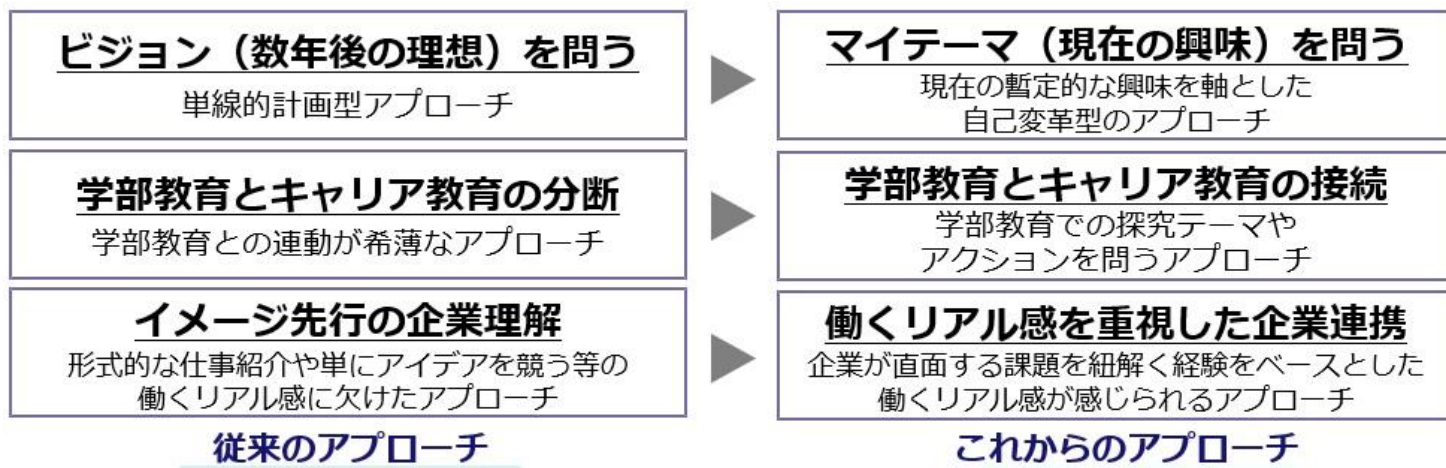 ビジョン（数年後の理想）を問う
単線的計画型アプローチ
マイテーマ（現在の興味）を問う
現在の暫定的な興味を軸とした
自己変革型のアプローチ
学部教育とキャリア教育の分断
学部教育との連動が希薄なアプローチ
学部教育とキャリア教育の接続
学部教育での探究テーマや
アクションを問うアプローチ
イメージ先行の企業理解
形式的な仕事紹介や単にアイデアを競う等の
働くリアル感に欠けたアプローチ
働くリアル感を重視した企業連携
企業が直面する課題を紐解く経験をベースとした
働くリアル感が感じられるアプローチ
従来のアプローチ
これからのアプローチ